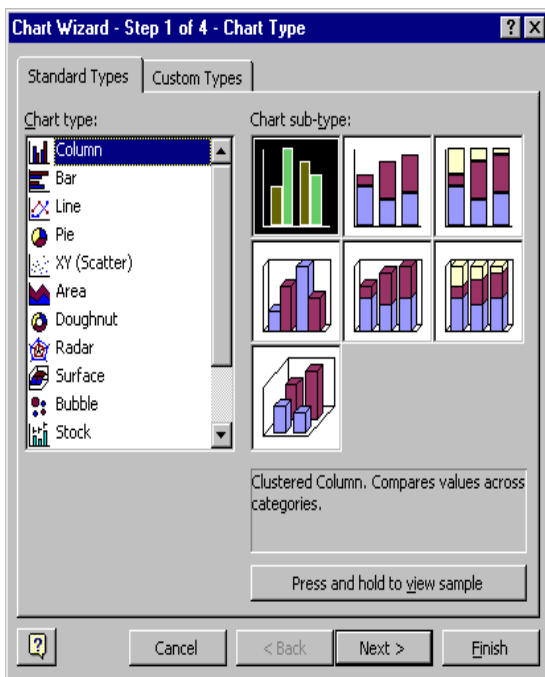 Chart Wizard - Step 1 of 4 - Chart Type
Standard Types
Custom Types
Chart type:
Column
Bar
Line
Pie
XY (Scatter)
Area
Doughnut
Radar
Surface
Bubble
Stock
Chart sub-type:
Clustered Column. Compares values across
categories.
Press and hold to view sample
Cancel
< Back
Next >
Finish